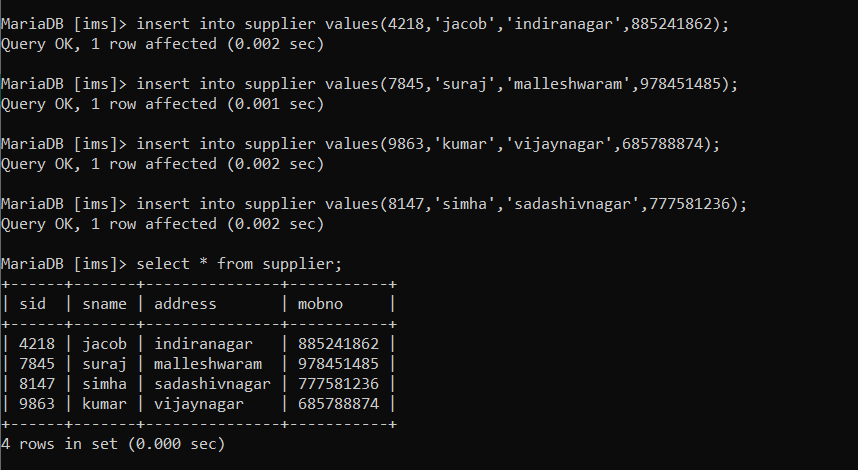 MariaDB [ims]> insert into supplier values(4218,'jacob','indiranagar',885241862);
Query OK, 1 row affected (0.002 sec)
MariaDB [ims]> insert into supplier values(7845,'suraj','malleshwaram',978451485);
Query OK, 1 row affected (0.001 sec)
MariaDB [ims]> insert into supplier values(9863,'kumar','vijaynagar',685788874);
Query OK, 1 row affected (0.002 sec)
MariaDB [ims]> insert into supplier values(8147,'simha','sadashivnagar',777581236);
Query OK, 1 row affected (0.002 sec)
MariaDB [ims]> select * from supplier;
+------+-------+---------------+-----------+
| sid  | sname | address       | mobno     |
+------+-------+---------------+-----------+
| 4218 | jacob | indiranagar   | 885241862 |
| 7845 | suraj | malleshwaram  | 978451485 |
| 8147 | simha | sadashivnagar | 777581236 |
| 9863 | kumar | vijaynagar    | 685788874 |
+------+-------+---------------+-----------+
4 rows in set (0.000 sec)